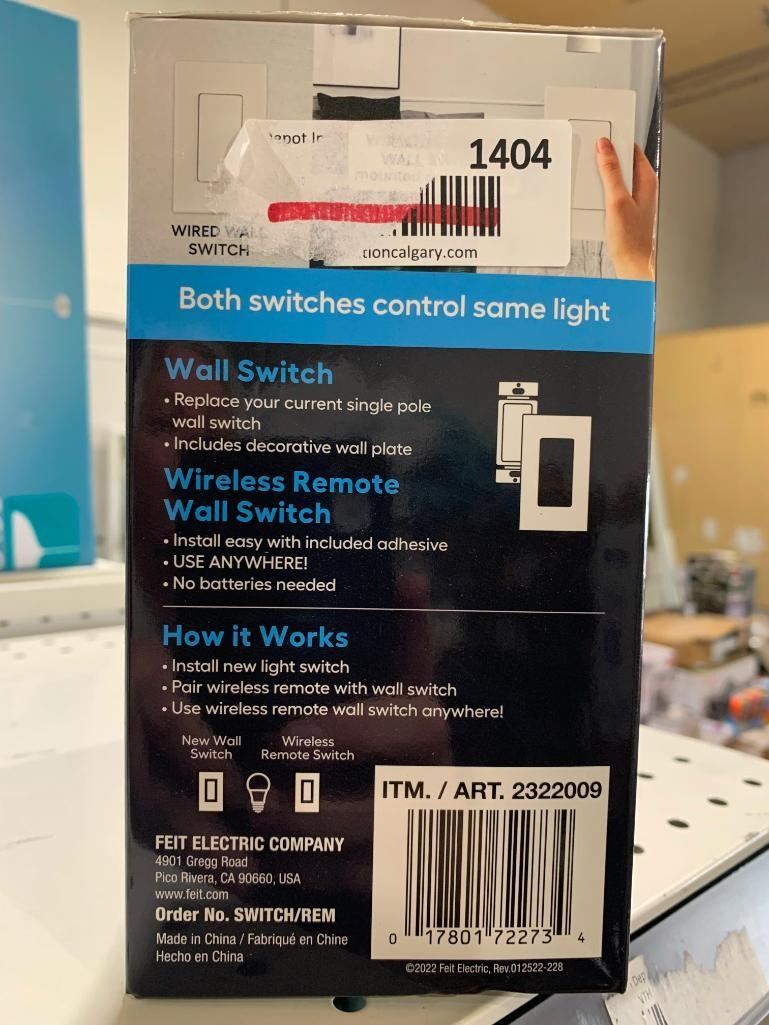 epot In
1404
WALL
mounted
WIRED WALL
SWITCH
tioncalgary.com
Both switches control same light
Wall Switch
• Replace your current single pole
wall switch
• Includes decorative wall plate
Wireless Remote
Wall Switch
• Install easy with included adhesive
• USE ANYWHERE!
• No batteries needed
How it Works
• Install new light switch
• Pair wireless remote with wall switch
• Use wireless remote wall switch anywhere!
New Wall
Switch
Wireless
Remote Switch
ITM. / ART. 2322009
FEIT ELECTRIC COMPANY
4901 Gregg Road
Pico Rivera, CA 90660, USA
www.feit.com
Order No. SWITCH/REM
Made in China / Fabriqué en Chine
Hecho en China
0 17801 72273 4
©2022 Feit Electric, Rev.012522-228